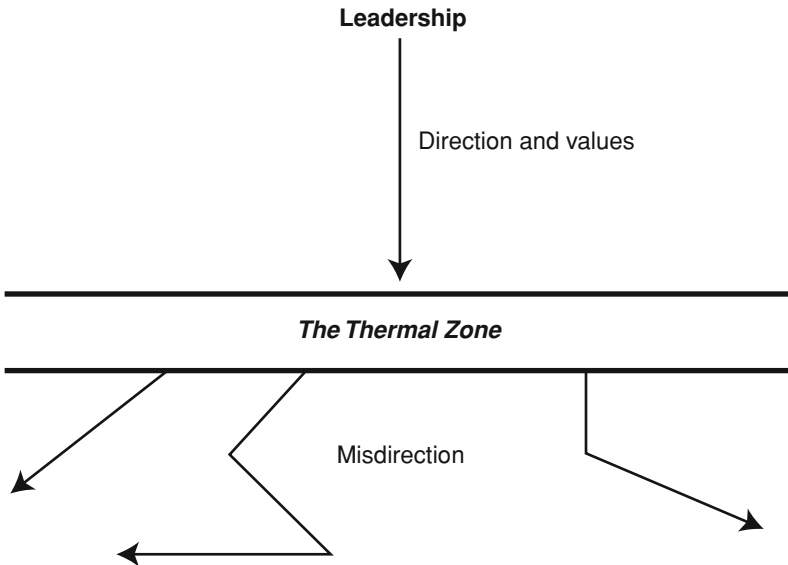 Leadership
Direction and values
The Thermal Zone
Misdirection